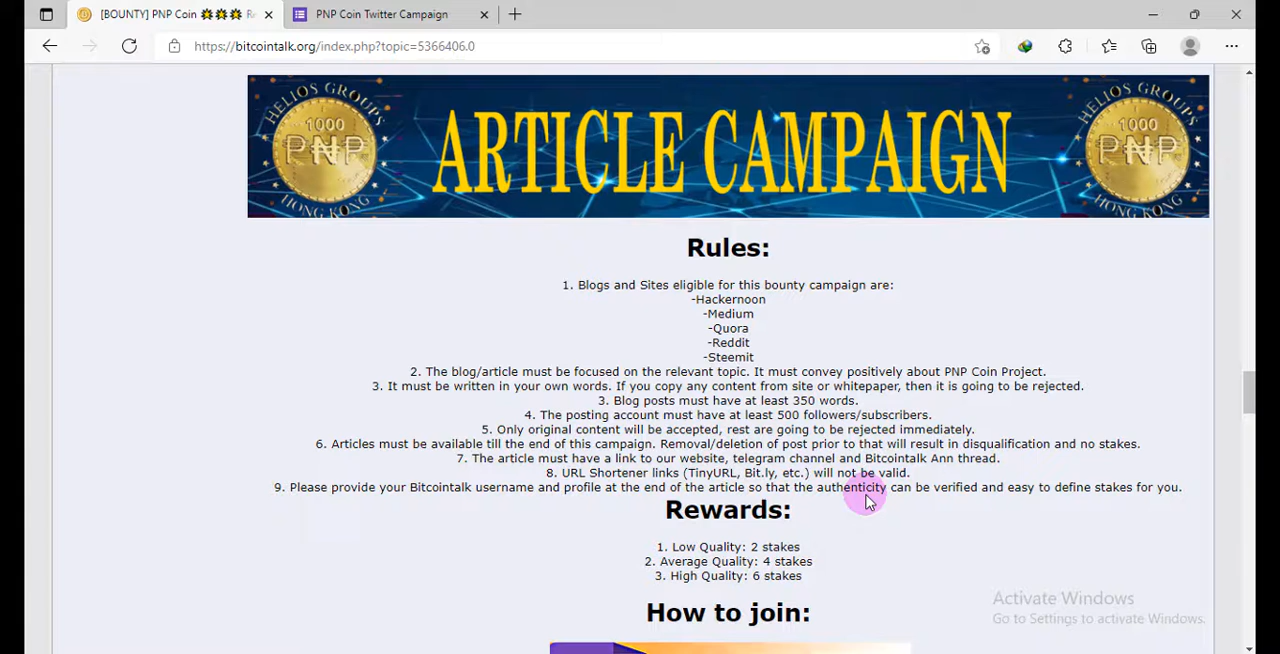 [BOUNTY] PNP Coin
PNP Coin Twitter Campaign
https://bitcointalk.org/index.php?topic=5366406.0
HELIOS GROUPS
1000
PNP
HONG KONG
ARTICLE CAMPAIGN
HELIOS GROUPS
1000
PNP
HONG KONG
Rules:
1. Blogs and Sites eligible for this bounty campaign are:
-Hackernoon
-Medium
-Quora
-Reddit
-Steemit
2. The blog/article must be focused on the relevant topic. It must convey positively about PNP Coin Project.
3. It must be written in your own words. If you copy any content from site or whitepaper, then it is going to be rejected.
3. Blog posts must have at least 350 words.
4. The posting account must have at least 500 followers/subscribers.
5. Only original content will be accepted, rest are going to be rejected immediately.
6. Articles must be available till the end of this campaign. Removal/deletion of post prior to that will result in disqualification and no stakes.
7. The article must have a link to our website, telegram channel and Bitcointalk Ann thread.
8. URL Shortener links (TinyURL, Bit.ly, etc.) will not be valid.
9. Please provide your Bitcointalk username and profile at the end of the article so that the authenticity can be verified and easy to define stakes for you.
Rewards:
1. Low Quality: 2 stakes
2. Average Quality: 4 stakes
3. High Quality: 6 stakes
How to join:
Activate Windows
Go to Settings to activate Windows.